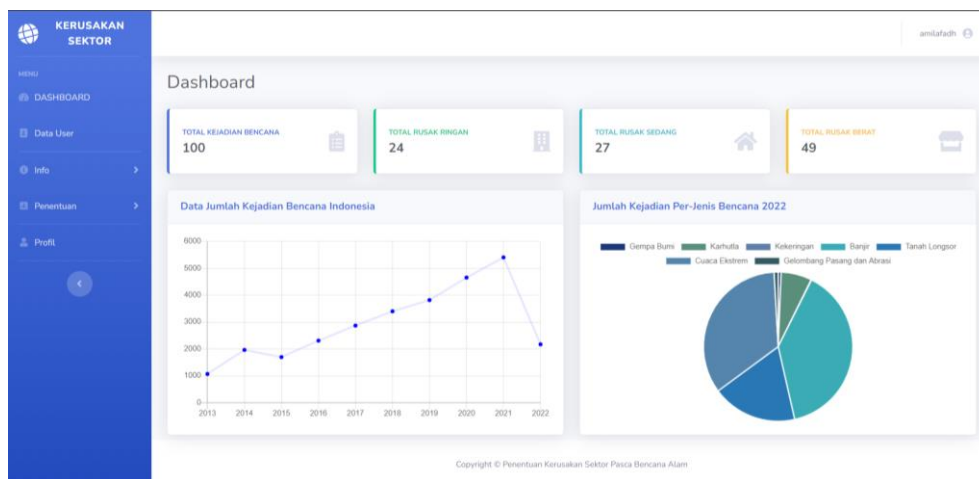 KERUSAKAN
SEKTOR
amilafadh
MENU
DASHBOARD
Data User
Info
Penentuan
Profil
Dashboard
TOTAL KEJADIAN BENCANA
100
TOTAL RUSAK RINGAN
24
TOTAL RUSAK SEDANG
27
TOTAL RUSAK BERAT
49
Data Jumlah Kejadian Bencana Indonesia
6000
5000
4000
3000
2000
1000
0
2013 2014 2015 2016 2017 2018 2019 2020 2021 2022
Jumlah Kejadian Per-Jenis Bencana 2022
Gempa Bumi Karhutla Kekeringan Banjir Tanah Longsor
Cuaca Ekstrem Gelombang Pasang dan Abrasi
Copyright © Penentuan Kerusakan Sektor Pasca Bencana Alam